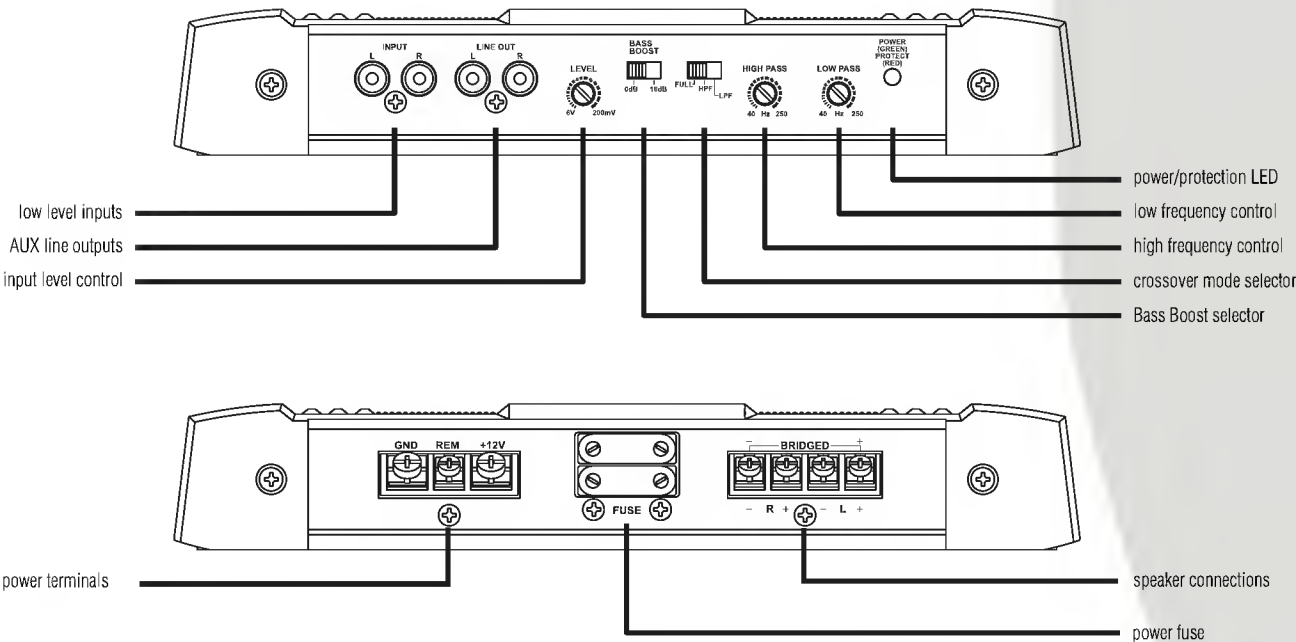 INPUT
L R
LINE OUT
L R
LEVEL
6V 200mV
BASS
BOOST
0dB 18dB
FULL HPF LPF
HIGH PASS
40 Hz 250
LOW PASS
40 Hz 250
POWER
(GREEN)
PROTECT
(RED)
low level inputs
AUX line outputs
input level control
power/protection LED
low frequency control
high frequency control
crossover mode selector
Bass Boost selector
GND REM +12V
FUSE
- BRIDGED +
- R + - L +
power terminals
speaker connections
power fuse